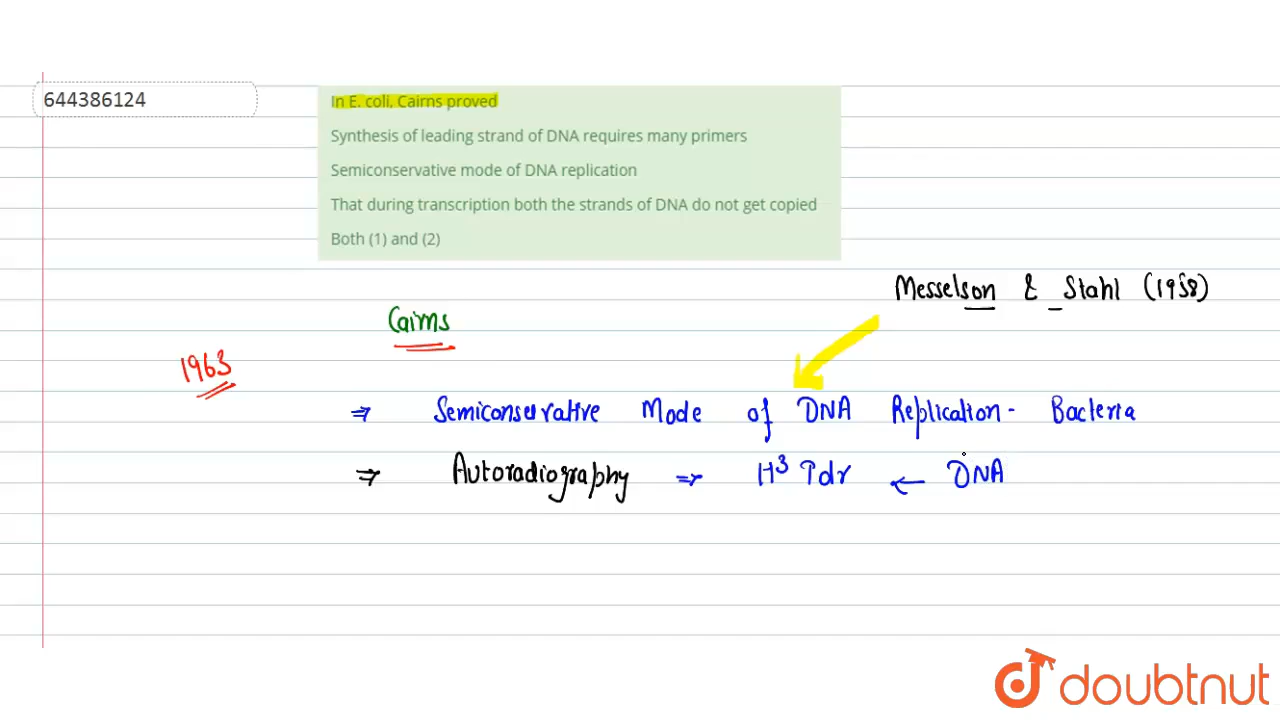 644386124
In E. coli, Cairns proved
Synthesis of leading strand of DNA requires many primers
Semiconservative mode of DNA replication
That during transcription both the strands of DNA do not get copied
Both (1) and (2)
Messelson & Stahl (1958)
Cairns
1963
⇒ Semiconservative Mode of DNA Replication - Bacteria
⇒ Autoradiography ⇒ H³ Tdr ← DNA
doubtnut